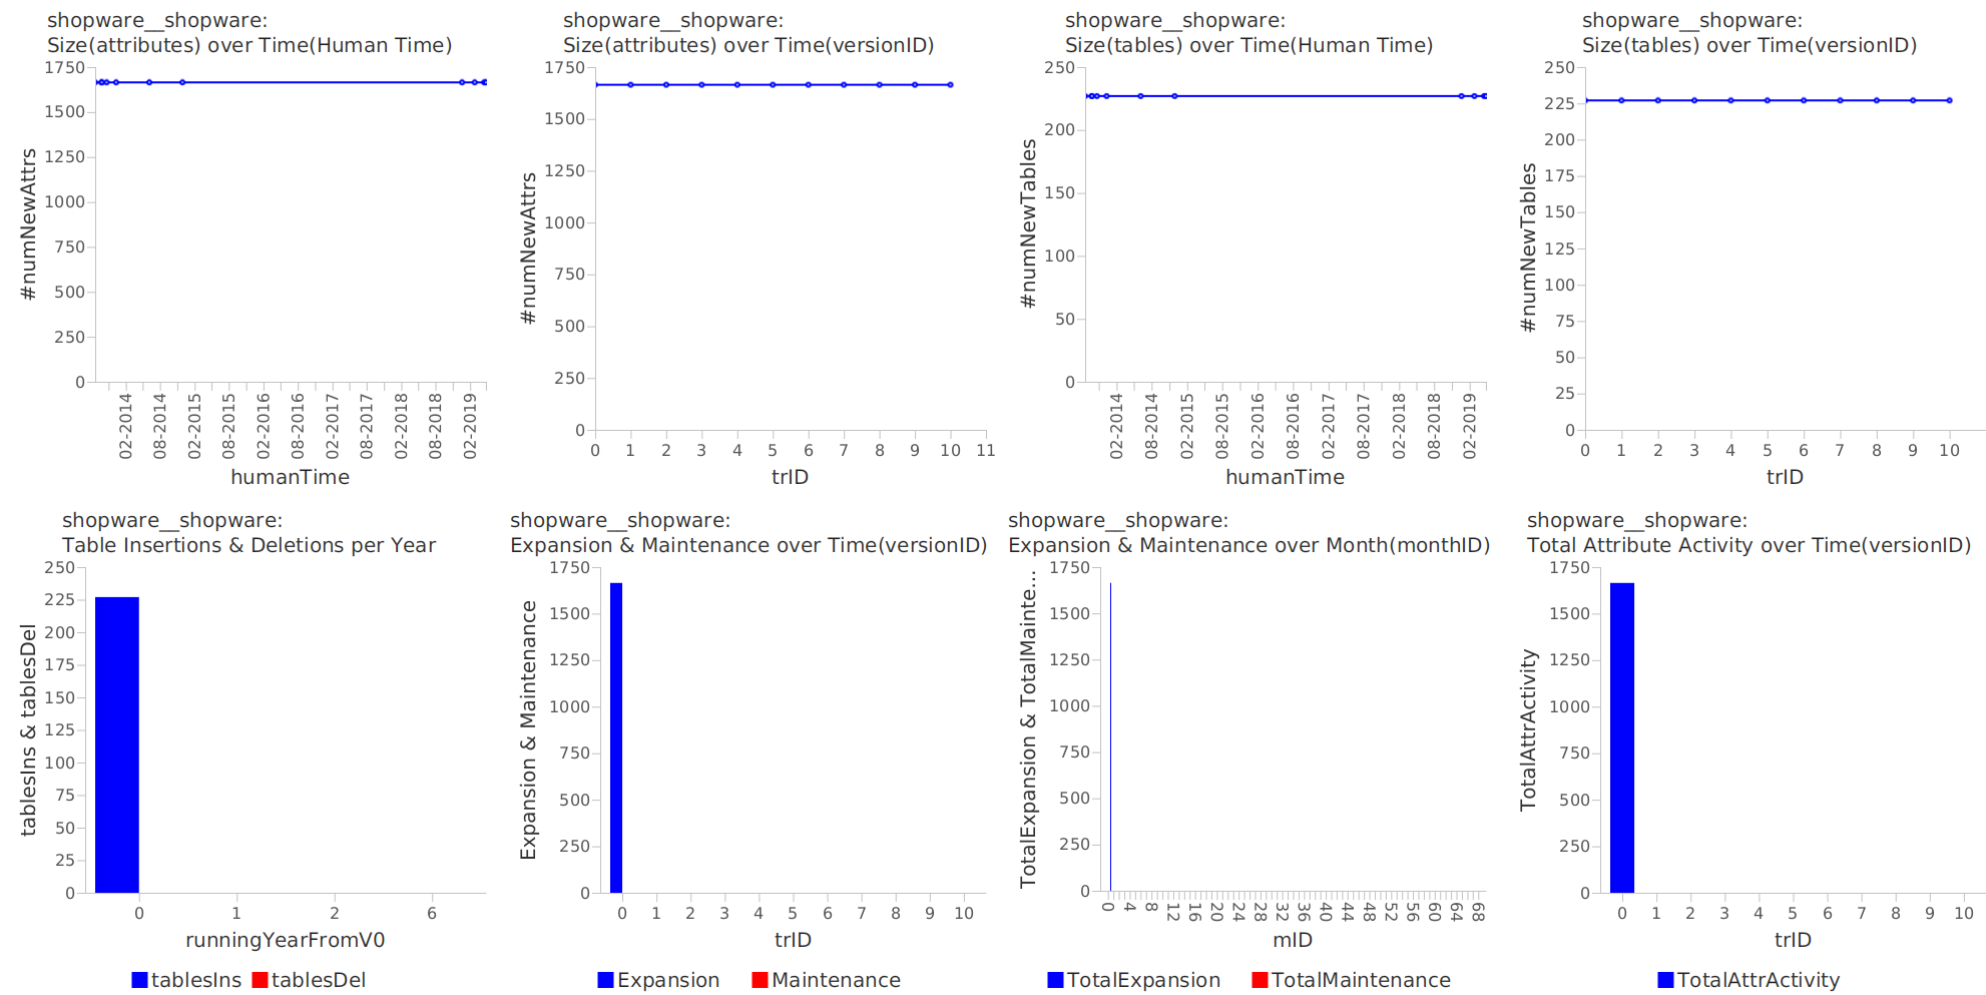 shopware__shopware:
Size(attributes) over Time(Human Time)
#numNewAttrs
1750
1500
1250
1000
750
500
250
0
02-2014
08-2014
02-2015
08-2015
02-2016
08-2016
02-2017
08-2017
02-2018
08-2018
02-2019
humanTime
shopware__shopware:
Size(attributes) over Time(versionID)
#numNewAttrs
1750
1500
1250
1000
750
500
250
0
0 1 2 3 4 5 6 7 8 9 10 11
trID
shopware__shopware:
Size(tables) over Time(Human Time)
#numNewTables
250
200
150
100
50
0
02-2014
08-2014
02-2015
08-2015
02-2016
08-2016
02-2017
08-2017
02-2018
08-2018
02-2019
humanTime
shopware__shopware:
Size(tables) over Time(versionID)
#numNewTables
250
225
200
175
150
125
100
75
50
25
0
0 1 2 3 4 5 6 7 8 9 10
trID
shopware__shopware:
Table Insertions & Deletions per Year
tablesIns & tablesDel
250
225
200
175
150
125
100
75
50
25
0
0 1 2 6
runningYearFromV0
tablesIns tablesDel
shopware__shopware:
Expansion & Maintenance over Time(versionID)
Expansion & Maintenance
1750
1500
1250
1000
750
500
250
0
0 1 2 3 4 5 6 7 8 9 10
trID
Expansion Maintenance
shopware__shopware:
Expansion & Maintenance over Month(monthID)
TotalExpansion & TotalMainte...
1750
1500
1250
1000
750
500
250
0
0 4 8 12 16 20 24 28 32 36 40 44 48 52 56 60 64 68
mID
TotalExpansion TotalMaintenance
shopware__shopware:
Total Attribute Activity over Time(versionID)
TotalAttrActivity
1750
1500
1250
1000
750
500
250
0
0 1 2 3 4 5 6 7 8 9 10
trID
TotalAttrActivity